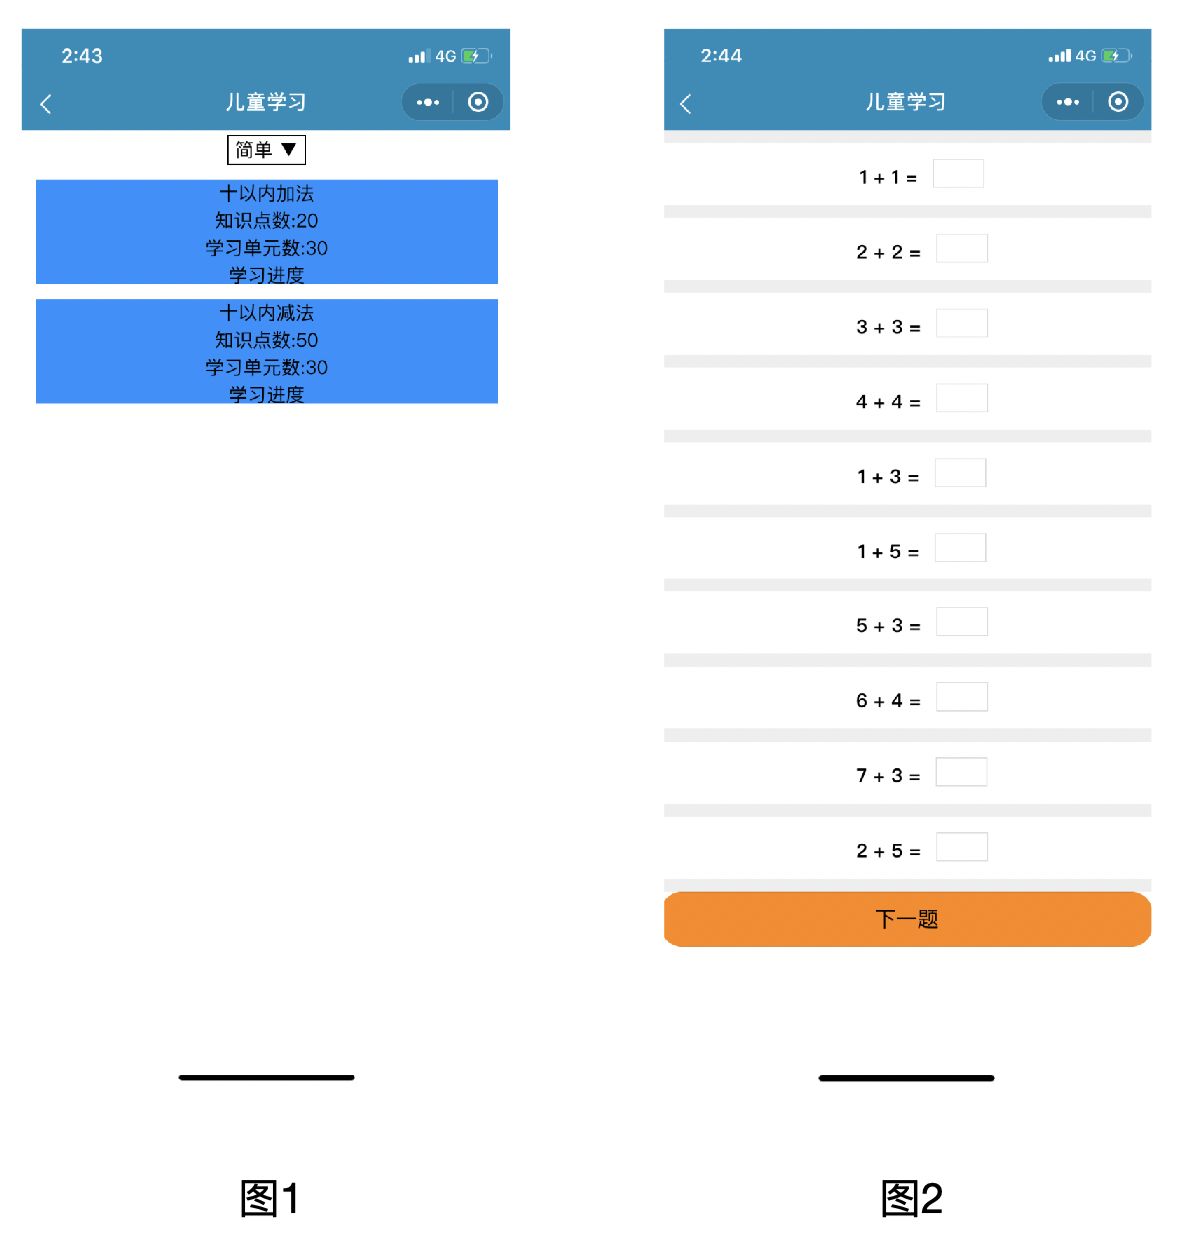 2:43
4G
儿童学习
简单 ▼
十以内加法
知识点数:20
学习单元数:30
学习进度
十以内减法
知识点数:50
学习单元数:30
学习进度
图1
2:44
4G
儿童学习
1 + 1 =
2 + 2 =
3 + 3 =
4 + 4 =
1 + 3 =
1 + 5 =
5 + 3 =
6 + 4 =
7 + 3 =
2 + 5 =
下一题
图2